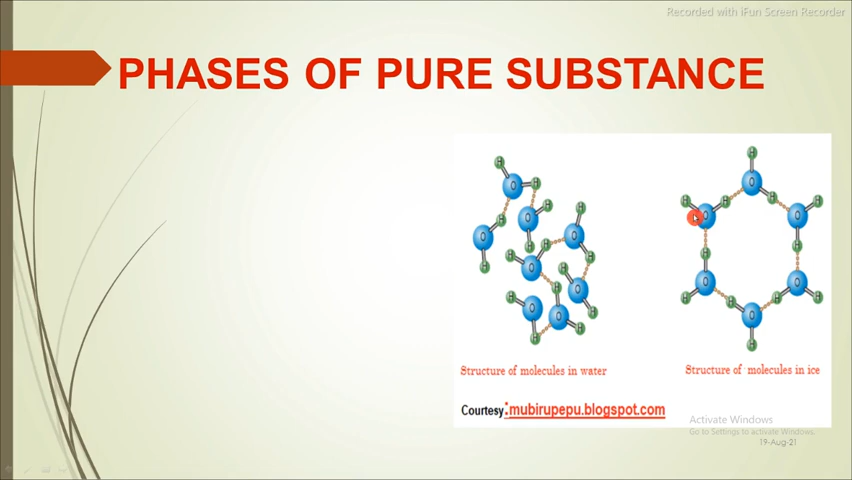 Recorded with iFun Screen Recorder
PHASES OF PURE SUBSTANCE
H
H
O
H
H
O
H
O
H
H
H
O
H
H
O
H
H
H
O
H
H
O
H
H
O
H
H
H
O
H
H
O
H
H
O
H
H
H
O
H
H
O
H
H
O
H
Structure of molecules in water
Structure of molecules in ice
Courtesy:mubirupepu.blogspot.com
Activate Windows
Go to Settings to activate Windows.
19-Aug-21